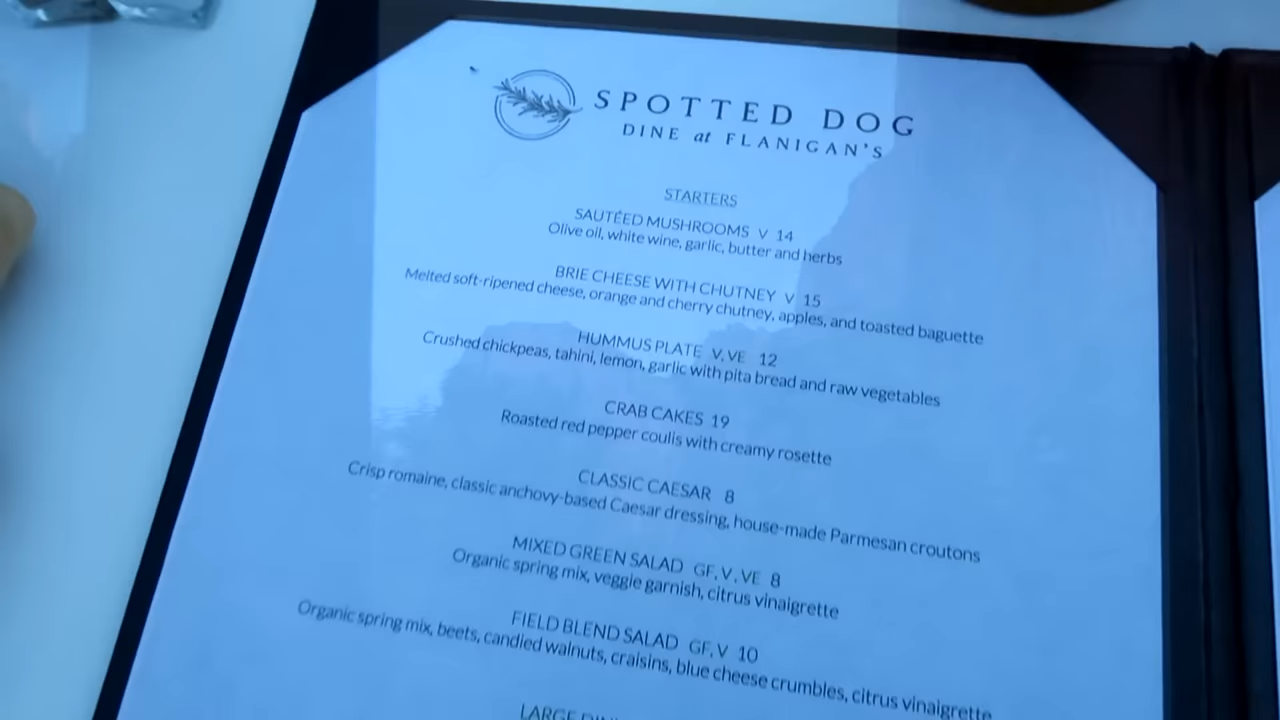 SPOTTED DOG
DINE at FLANIGAN'S
STARTERS
SAUTÉED MUSHROOMS V 14
Olive oil, white wine, garlic, butter and herbs
BRIE CHEESE WITH CHUTNEY V 15
Melted soft-ripened cheese, orange and cherry chutney, apples, and toasted baguette
HUMMUS PLATE V, VE 12
Crushed chickpeas, tahini, lemon, garlic with pita bread and raw vegetables
CRAB CAKES 19
Roasted red pepper coulis with creamy rosette
CLASSIC CAESAR 8
Crisp romaine, classic anchovy-based Caesar dressing, house-made Parmesan croutons
MIXED GREEN SALAD GF, V, VE 8
Organic spring mix, veggie garnish, citrus vinaigrette
FIELD BLEND SALAD GF, V 10
Organic spring mix, beets, candied walnuts, craisins, blue cheese crumbles, citrus vinaigrette
LARGE